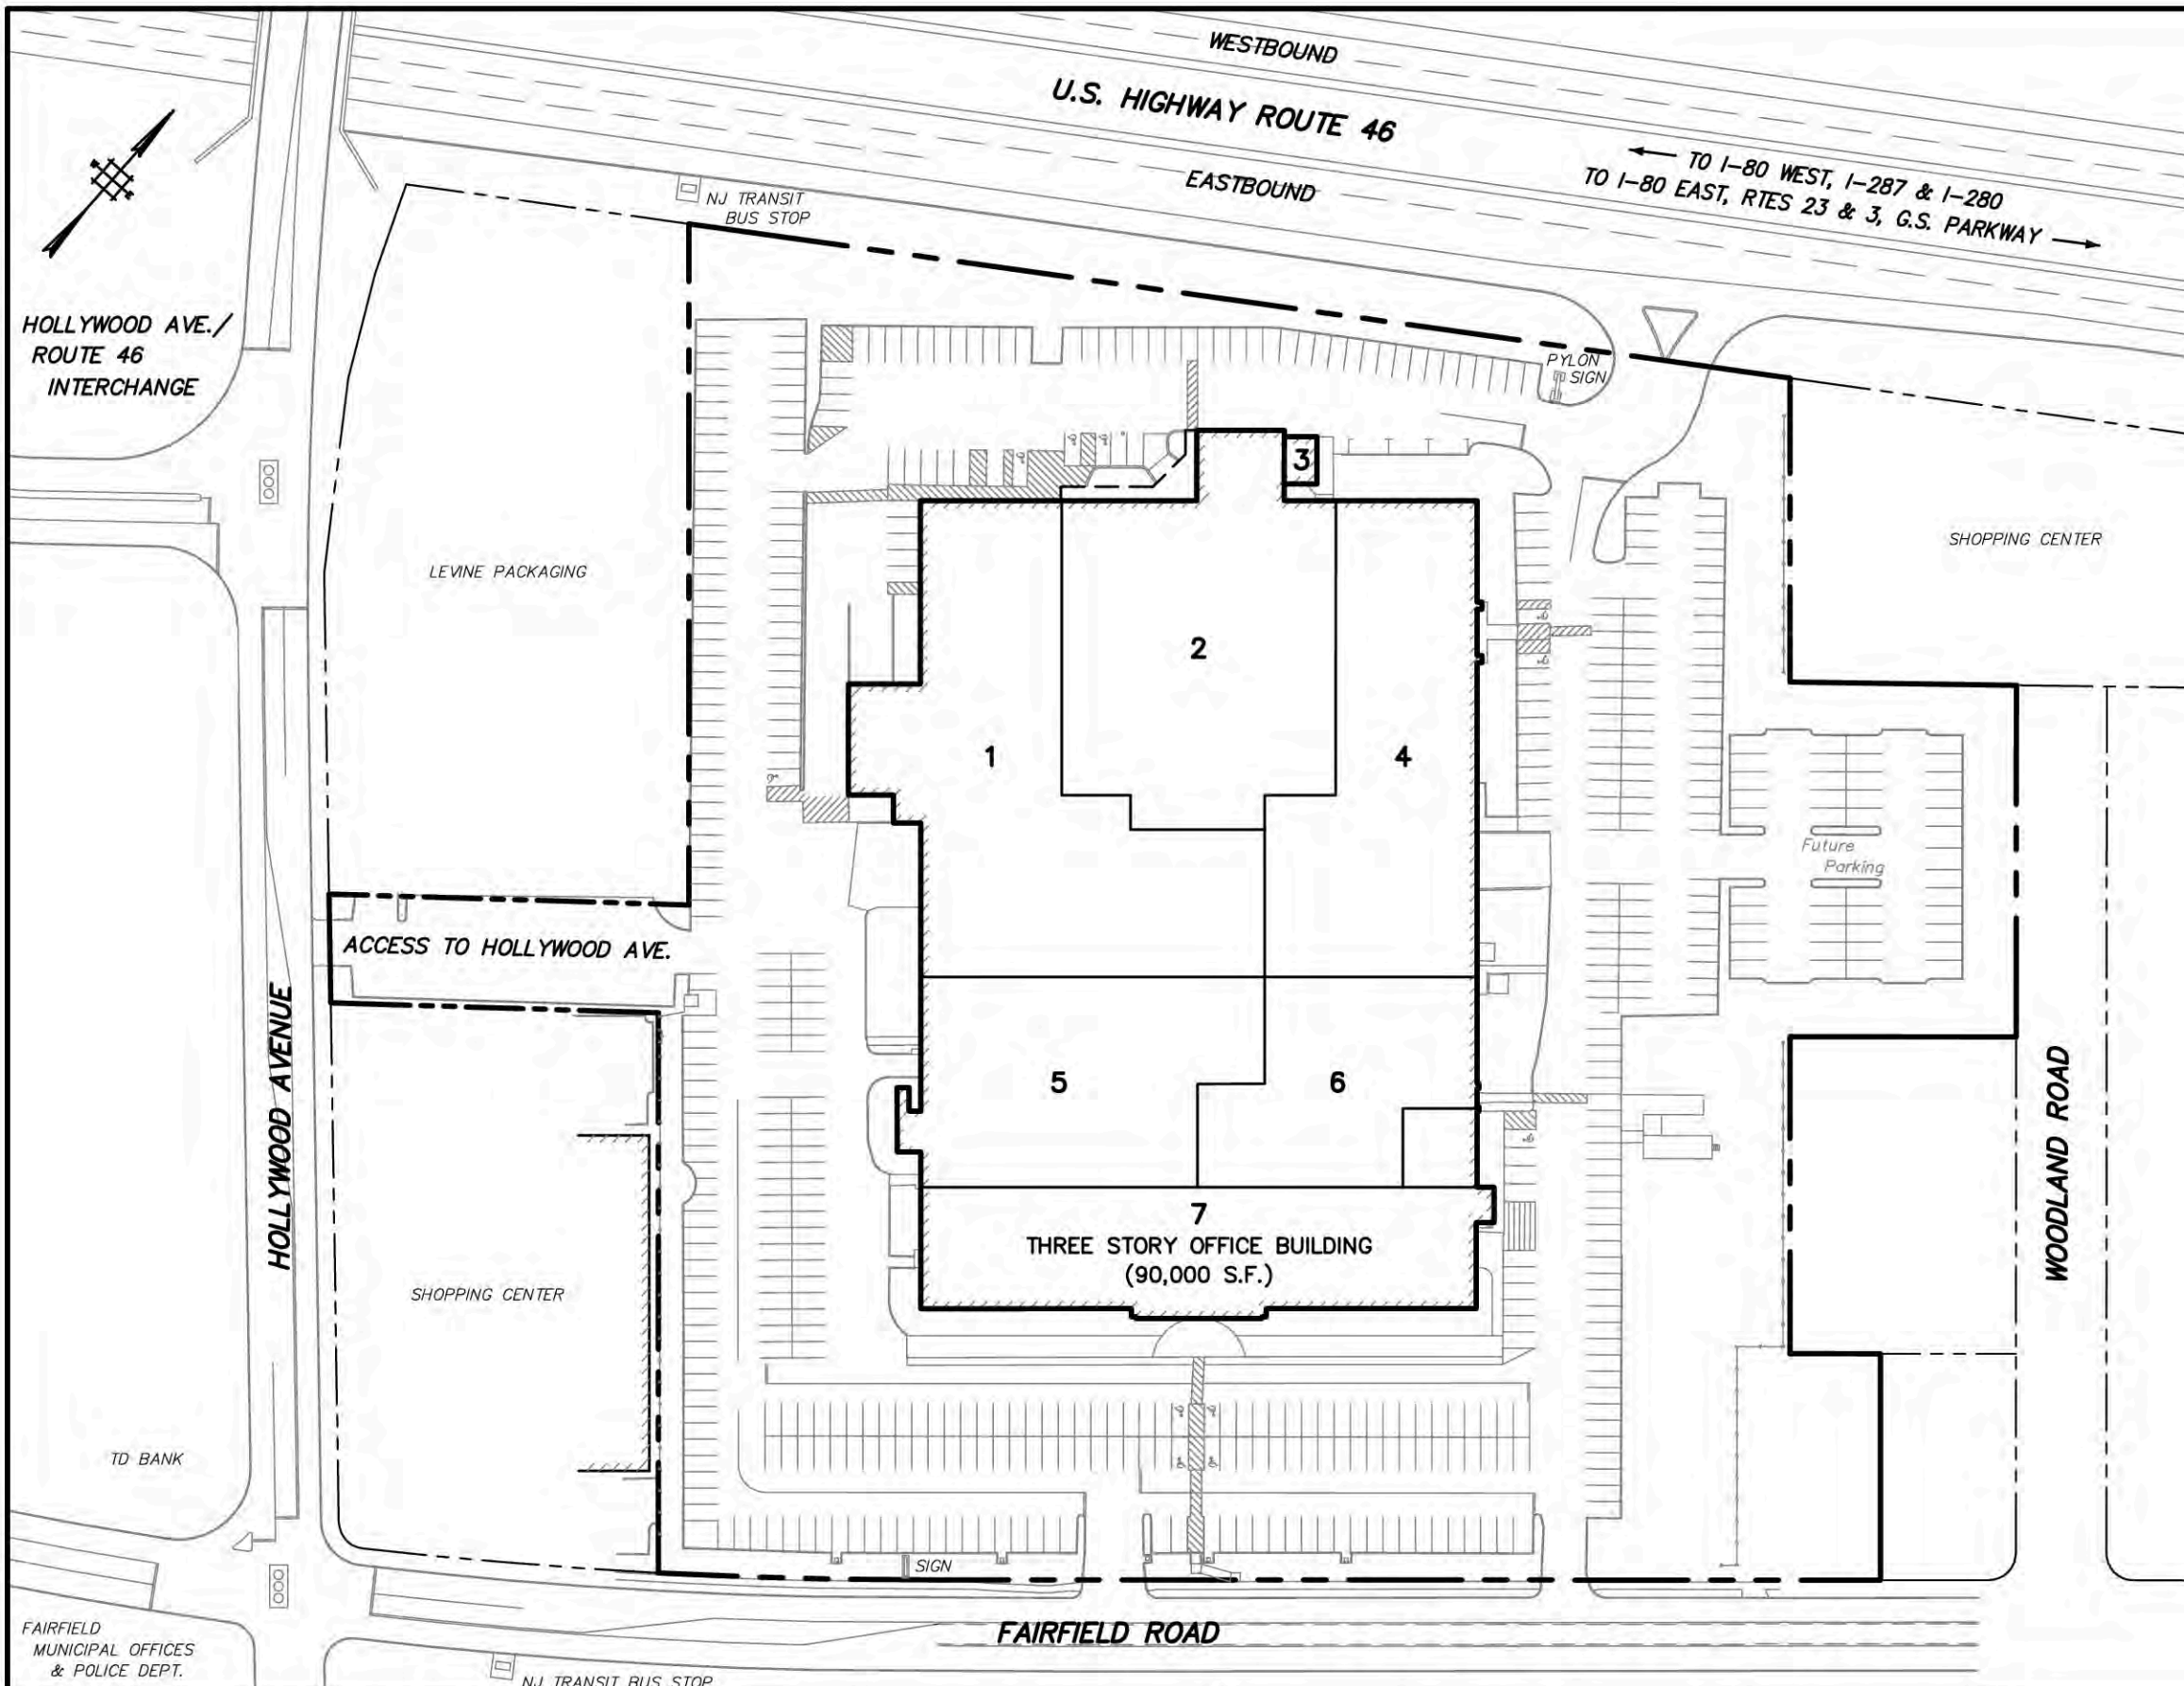 WESTBOUND
U.S. HIGHWAY ROUTE 46
EASTBOUND
TO I-80 WEST, I-287 & I-280
TO I-80 EAST, RTES 23 & 3, G.S. PARKWAY
NJ TRANSIT
BUS STOP
HOLLYWOOD AVE./
ROUTE 46
INTERCHANGE
PYLON
SIGN
3
SHOPPING CENTER
LEVINE PACKAGING
2
1
4
Future
Parking
ACCESS TO HOLLYWOOD AVE.
HOLLYWOOD AVENUE
5
6
WOODLAND ROAD
7
THREE STORY OFFICE BUILDING
(90,000 S.F.)
SHOPPING CENTER
TD BANK
SIGN
FAIRFIELD ROAD
FAIRFIELD
MUNICIPAL OFFICES
& POLICE DEPT.
NJ TRANSIT BUS STOP